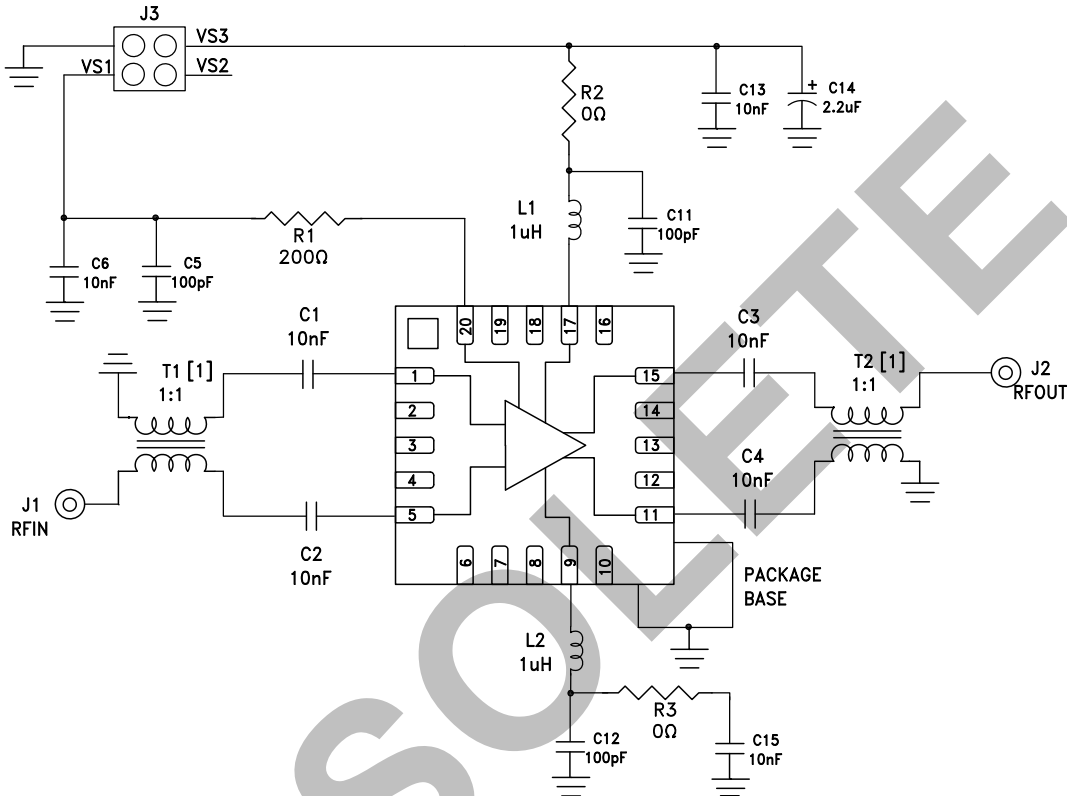 J3
VS3
VS1
VS2
R2
0Ω
C13
10nF
+
C14
2.2uF
L1
1uH
C11
100pF
R1
200Ω
C6
10nF
C5
100pF
C1
10nF
20
19
18
17
16
C3
10nF
T1 [1]
1:1
T2 [1]
1:1
J2
RFOUT
1
2
3
4
5
15
14
13
12
11
C4
10nF
J1
RFIN
C2
10nF
6
7
8
9
10
PACKAGE
BASE
L2
1uH
R3
0Ω
C12
100pF
C15
10nF
SOLETE